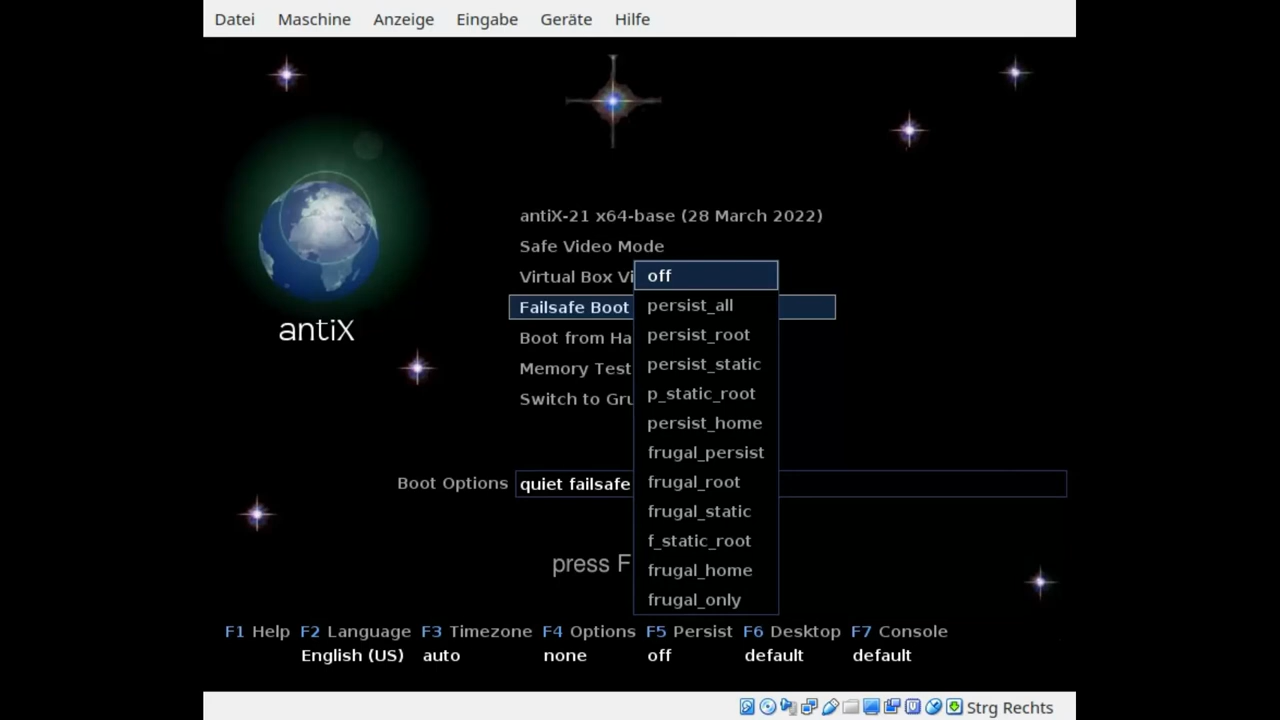 Datei Maschine Anzeige Eingabe Geräte Hilfe
antiX
antiX-21 x64-base (28 March 2022)
Safe Video Mode
Virtual Box Vi
Failsafe Boot
Boot from Ha
Memory Test
Switch to Gru
off
persist_all
persist_root
persist_static
p_static_root
persist_home
frugal_persist
frugal_root
frugal_static
f_static_root
frugal_home
frugal_only
Boot Options quiet failsafe
press F
F1 Help F2 Language F3 Timezone F4 Options F5 Persist F6 Desktop F7 Console
English (US) auto none off default default
Strg Rechts